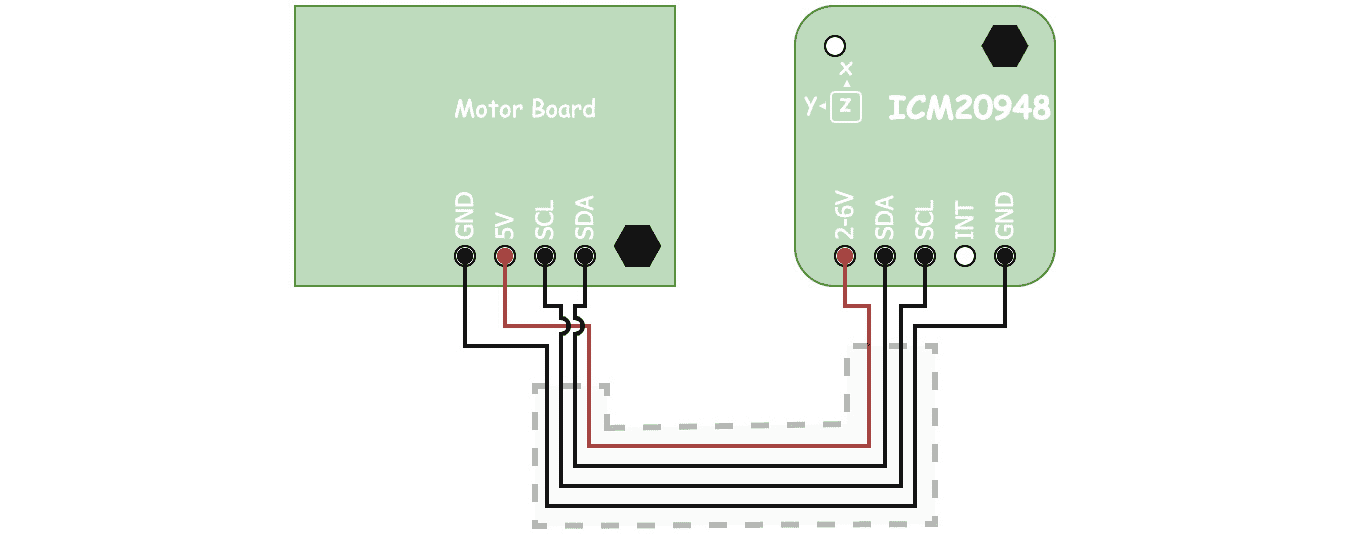 Motor Board
GND
5V
SCL
SDA
X
Y
Z
ICM20948
2-6V
SDA
SCL
INT
GND